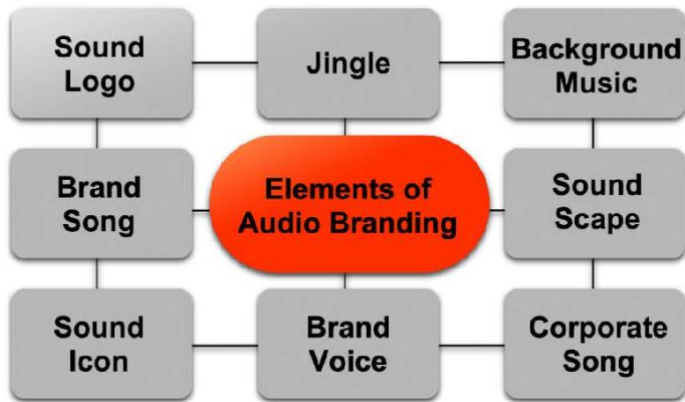 Sound
Logo
Jingle
Background
Music
Brand
Song
Elements of
Audio Branding
Sound
Scape
Sound
Icon
Brand
Voice
Corporate
Song